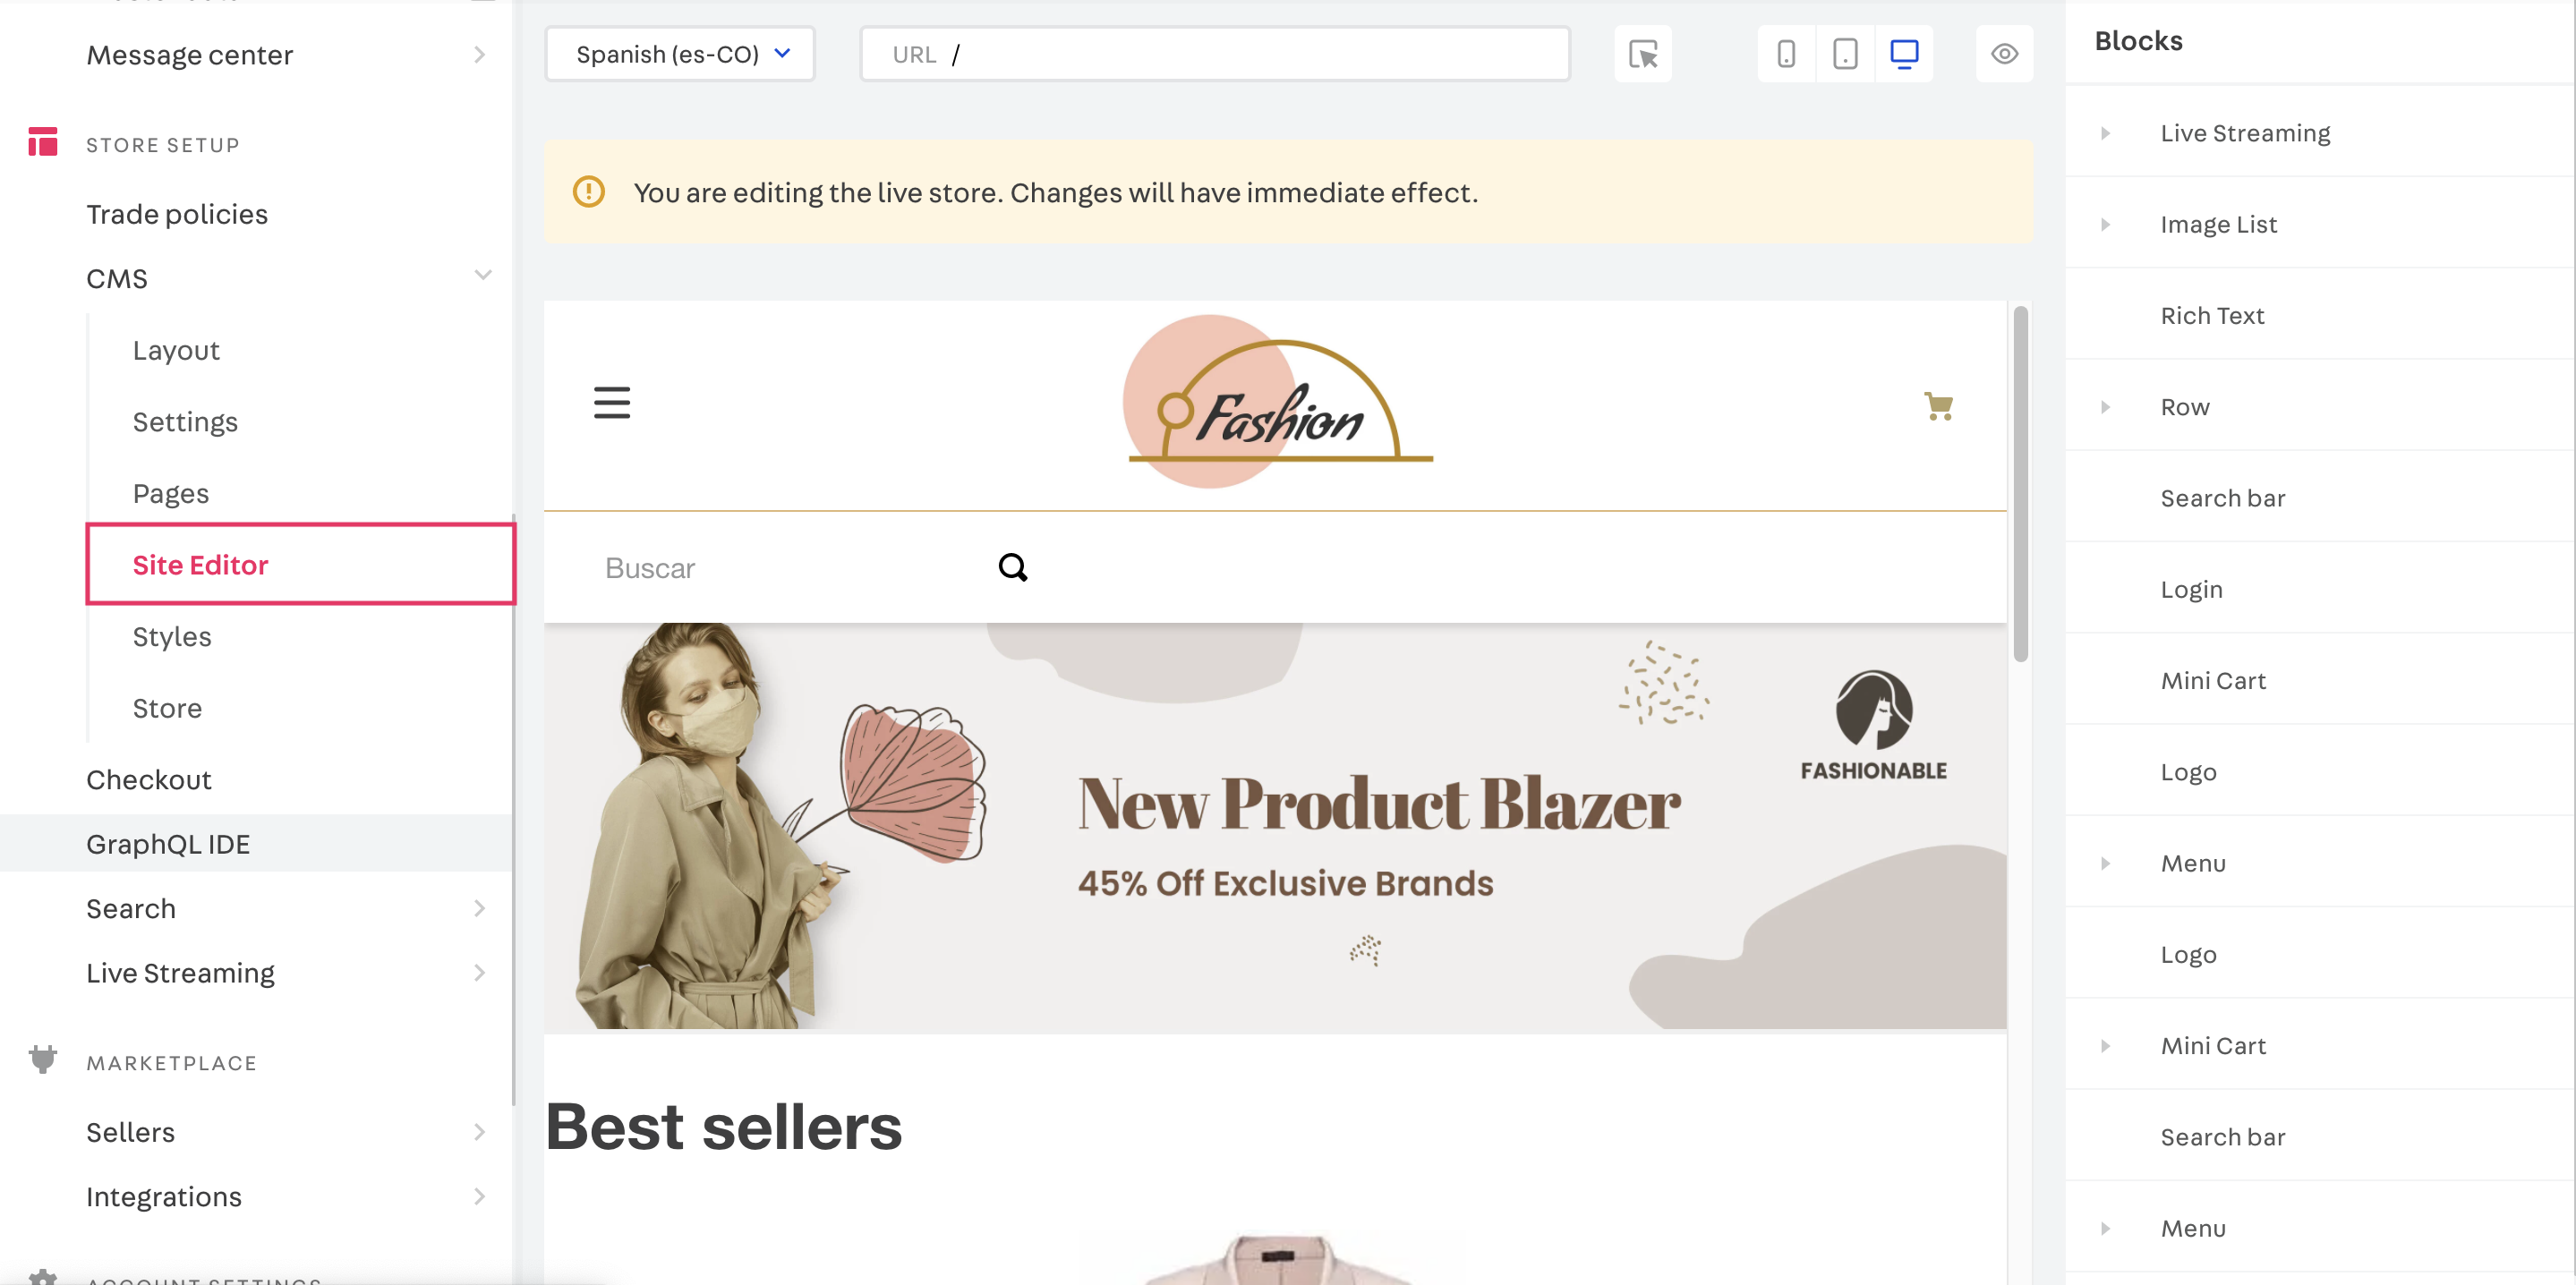 Message center
STORE SETUP
Trade policies
CMS
Layout
Settings
Pages
Site Editor
Styles
Store
Checkout
GraphQL IDE
Search
Live Streaming
MARKETPLACE
Sellers
Integrations
ACCOUNT SETTINGS
Spanish (es-CO)
URL /
You are editing the live store. Changes will have immediate effect.
Fashion
Buscar
FASHIONABLE
New Product Blazer
45% Off Exclusive Brands
Best sellers
Blocks
Live Streaming
Image List
Rich Text
Row
Search bar
Login
Mini Cart
Logo
Menu
Logo
Mini Cart
Search bar
Menu